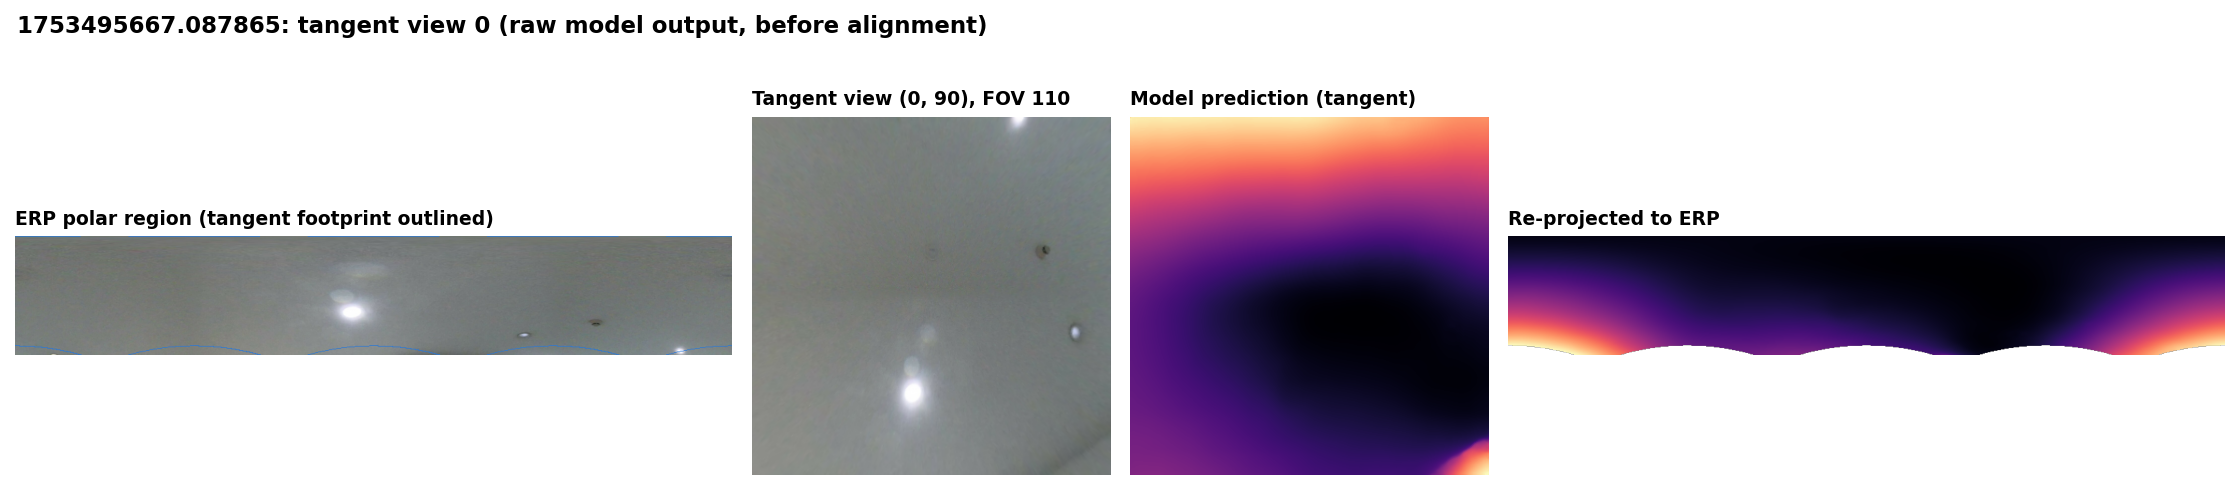 1753495667.087865: tangent view 0 (raw model output, before alignment)
Tangent view (0, 90), FOV 110
Model prediction (tangent)
ERP polar region (tangent footprint outlined)
Re-projected to ERP